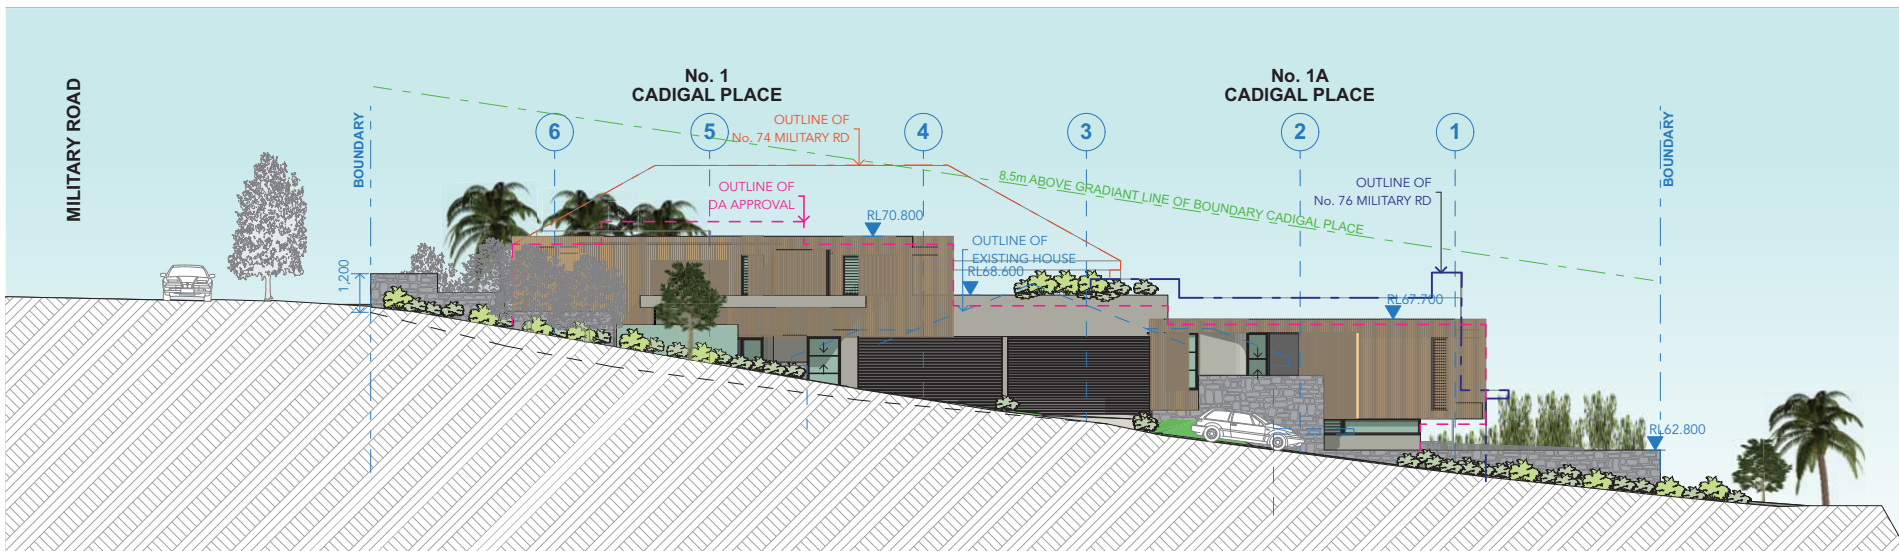 MILITARY ROAD
BOUNDARY
1,200
No. 1
CADIGAL PLACE
No. 1A
CADIGAL PLACE
6
5
4
3
2
1
OUTLINE OF
No. 74 MILITARY RD
OUTLINE OF
DA APPROVAL
RL70.800
OUTLINE OF
EXISTING HOUSE
RL68.600
8.5m ABOVE GRADIANT LINE OF BOUNDARY CADIGAL PLACE
OUTLINE OF
No. 76 MILITARY RD
RL67.700
RL62.800
BOUNDARY